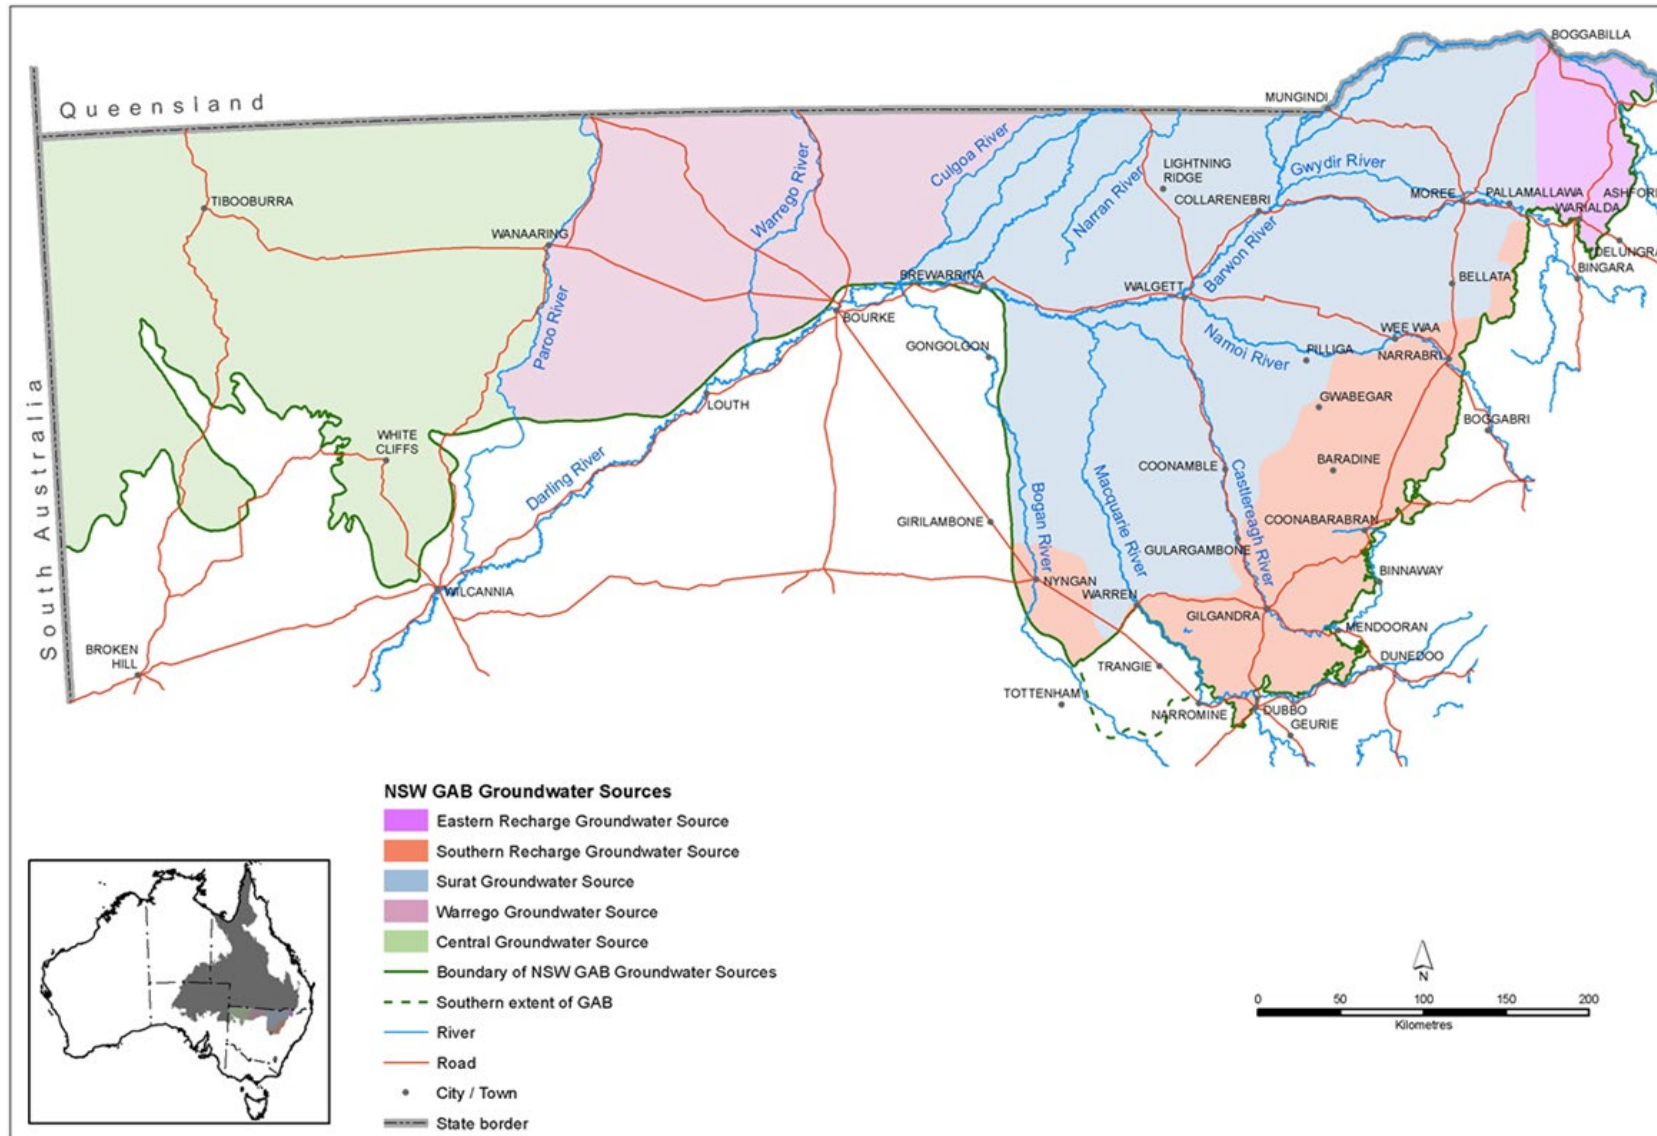 BOGGABILLA
Queensland
MUNGINDI
Culgoa River
Warrego River
Narran River
LIGHTNING
RIDGE
Gwydir River
COLLARENEBRI
MOREE
PALLAMALLAWA
WARIALDA
TIBOOBURRA
WANAARING
Barwon River
BREWARRINA
WALGETT
BELLATA
BINGARA
Paroo River
BOURKE
GONGOLGON
WEE WAA
Namoi River
PILLIGA
NARRABRI
South Australia
LOUTH
GWABEGAR
BOGGABRI
WHITE
CLIFFS
Darling River
COONAMBLE
BARADINE
Bogan River
Macquarie River
Castlereagh River
GIRILAMBONE
COONABARABRAN
GULARGAMBONE
NYNGAN
WARREN
BINNAWAY
WILCANNIA
GILGANDRA
MENDOORAN
BROKEN
HILL
TRANGIE
DUNEDOO
TOTTENHAM
NARROMINE
DUBBO
GEURIE
NSW GAB Groundwater Sources
Eastern Recharge Groundwater Source
Southern Recharge Groundwater Source
Surat Groundwater Source
Warrego Groundwater Source
Central Groundwater Source
Boundary of NSW GAB Groundwater Sources
Southern extent of GAB
River
Road
City / Town
State border
N
0 50 100 150 200
Kilometres